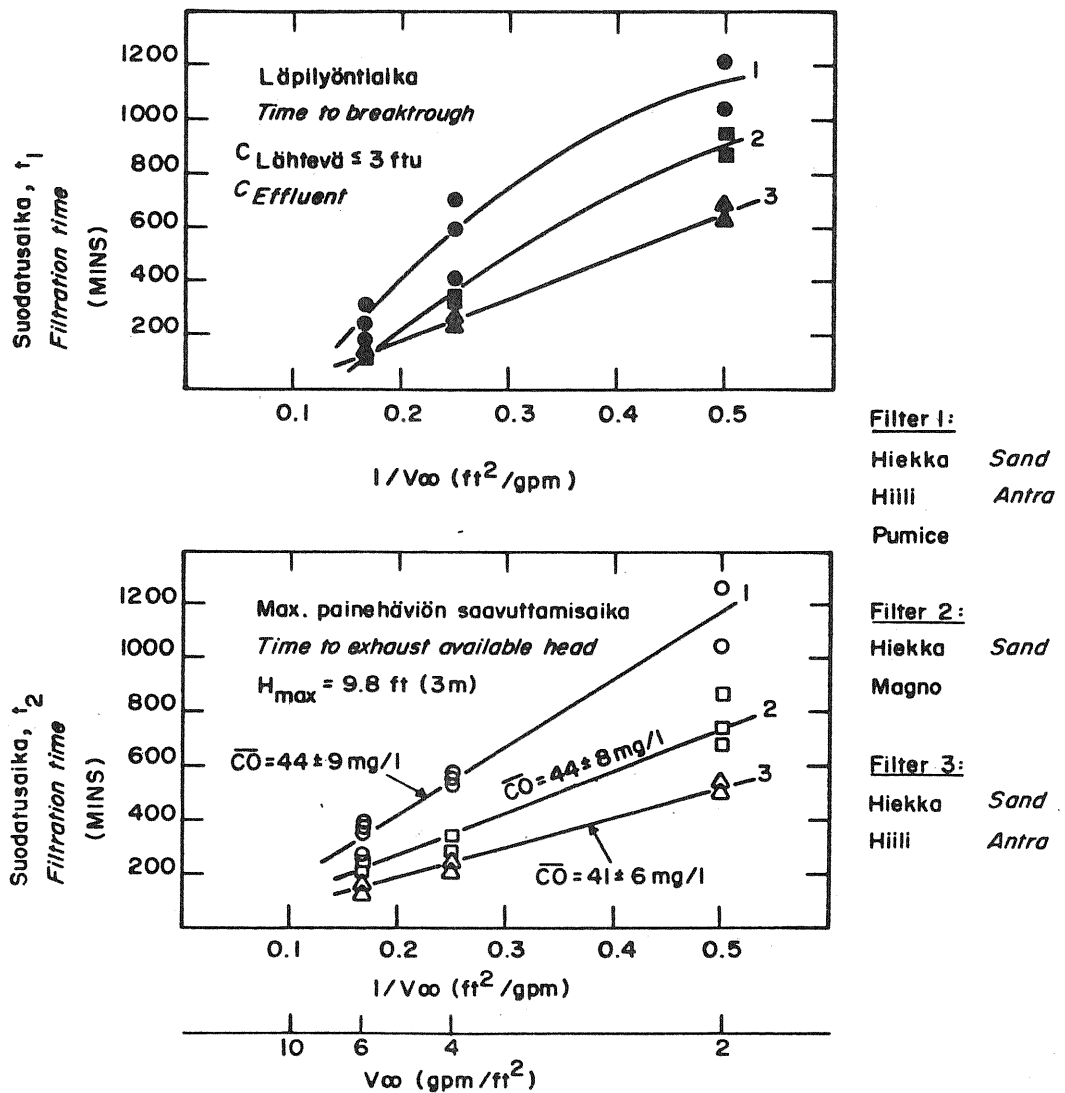 Suodatusaika, t1
Filtration time
(MINS)
1200
1000
800
600
400
200
Läpilyöntiaika
Time to breaktrough
C Lähtevä ≤ 3 ftu
C Effluent
1
2
3
0.1 0.2 0.3 0.4 0.5
1/V∞ (ft²/gpm)
Suodatusaika, t2
Filtration time
(MINS)
1200
1000
800
600
400
200
Max. painehäviön saavuttamisaika
Time to exhaust available head
Hmax = 9.8 ft (3m)
C̅O̅ = 44 ± 9 mg/l
C̅O̅ = 44 ± 8 mg/l
C̅O̅ = 41 ± 6 mg/l
1
2
3
0.1 0.2 0.3 0.4 0.5
1/V∞ (ft²/gpm)
10 6 4 2
V∞ (gpm/ft²)
Filter 1:
Hiekka Sand
Hiili Antra
Pumice
Filter 2:
Hiekka Sand
Magno
Filter 3:
Hiekka Sand
Hiili Antra